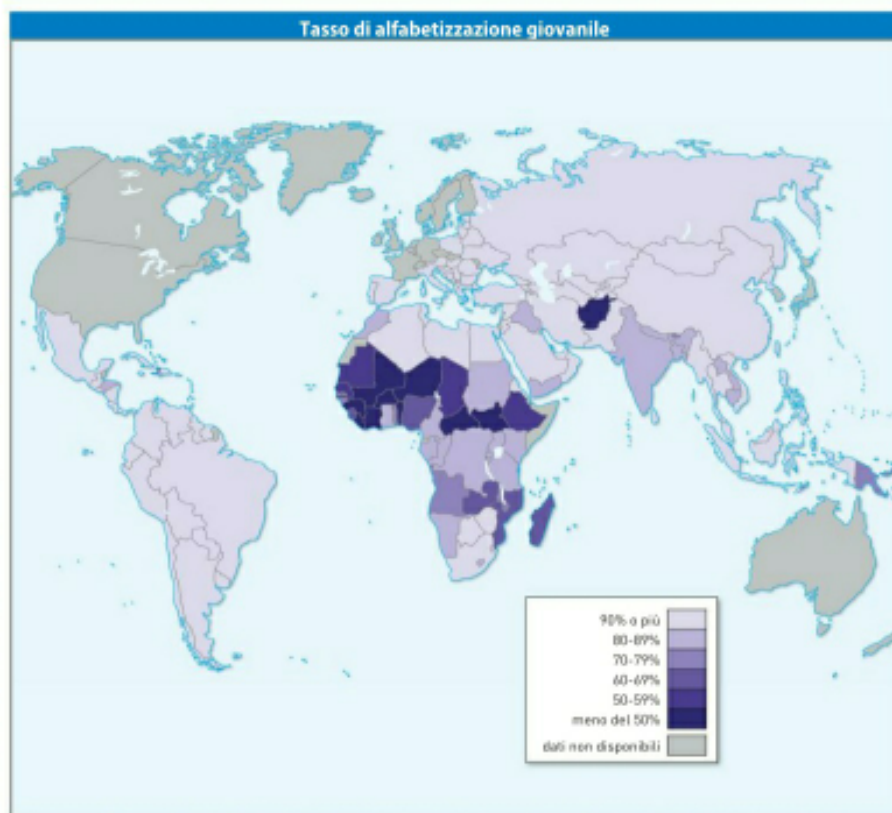 Tasso di alfabetizzazione giovanile
90% o più
80-89%
70-79%
60-69%
50-59%
meno del 50%
dati non disponibili